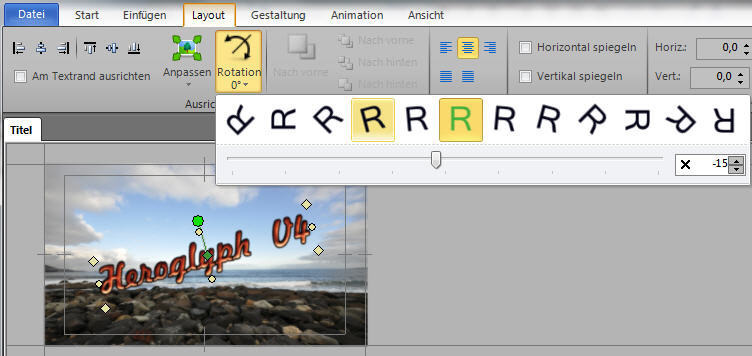 Datei Start Einfügen Layout Gestaltung Animation Ansicht
Am Textrand ausrichten
Anpassen
Rotation
0°
Nach vorne
Nach vorne
Nach hinten
Nach hinten
Horizontal spiegeln
Vertikal spiegeln
Horiz.: 0,0
Vert.: 0,0
Ausric
R R R R R R R R R R R R
-15
Titel
Heroglyph V4